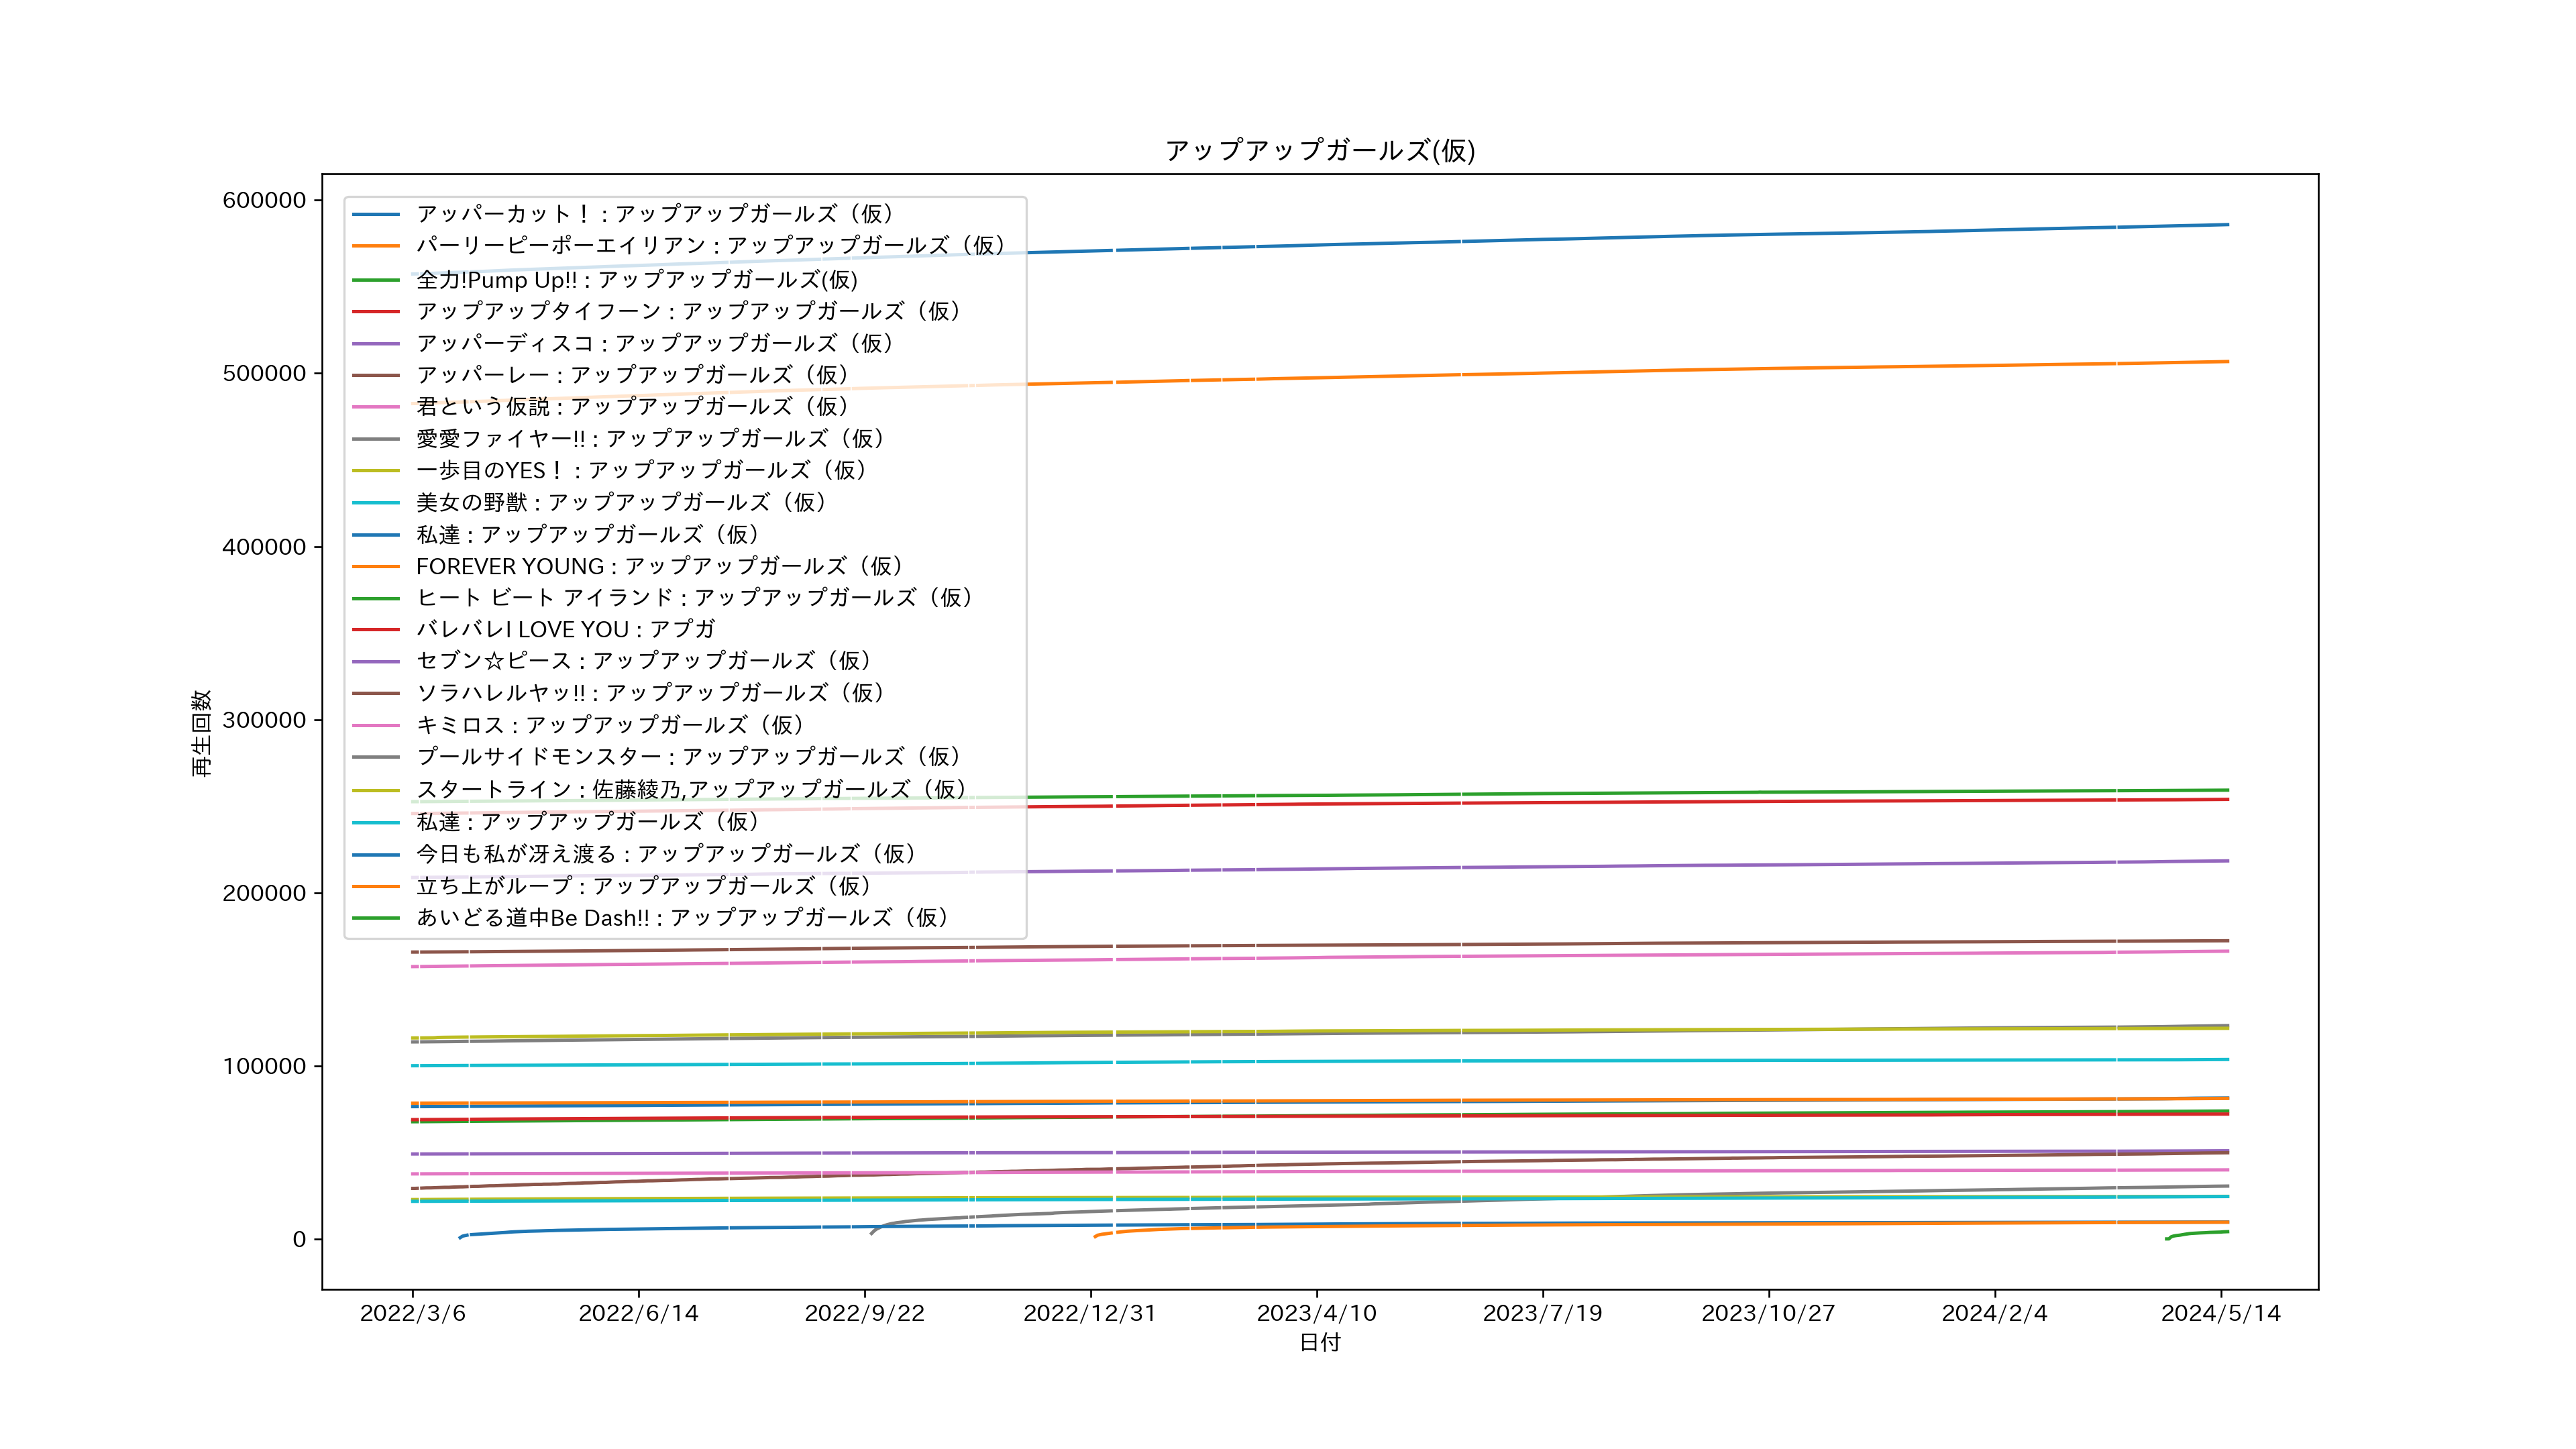 アップアップガールズ(仮)
600000
500000
400000
300000
200000
100000
0
再生回数
アッパーカット！ : アップアップガールズ（仮）
パーリーピーポーエイリアン : アップアップガールズ（仮）
全力!Pump Up!! : アップアップガールズ(仮)
アップアップタイフーン : アップアップガールズ（仮）
アッパーディスコ : アップアップガールズ（仮）
アッパーレー : アップアップガールズ（仮）
君という仮説 : アップアップガールズ（仮）
愛愛ファイヤー!! : アップアップガールズ（仮）
一歩目のYES！ : アップアップガールズ（仮）
美女の野獣 : アップアップガールズ（仮）
私達 : アップアップガールズ（仮）
FOREVER YOUNG : アップアップガールズ（仮）
ヒート ビート アイランド : アップアップガールズ（仮）
バレバレI LOVE YOU : アプガ
セブン☆ピース : アップアップガールズ（仮）
ソラハレルヤッ!! : アップアップガールズ（仮）
キミロス : アップアップガールズ（仮）
プールサイドモンスター : アップアップガールズ（仮）
スタートライン : 佐藤綾乃,アップアップガールズ（仮）
私達 : アップアップガールズ（仮）
今日も私が冴え渡る : アップアップガールズ（仮）
立ち上がループ : アップアップガールズ（仮）
あいどる道中Be Dash!! : アップアップガールズ（仮）
2022/3/6 2022/6/14 2022/9/22 2022/12/31 2023/4/10 2023/7/19 2023/10/27 2024/2/4 2024/5/14
日付